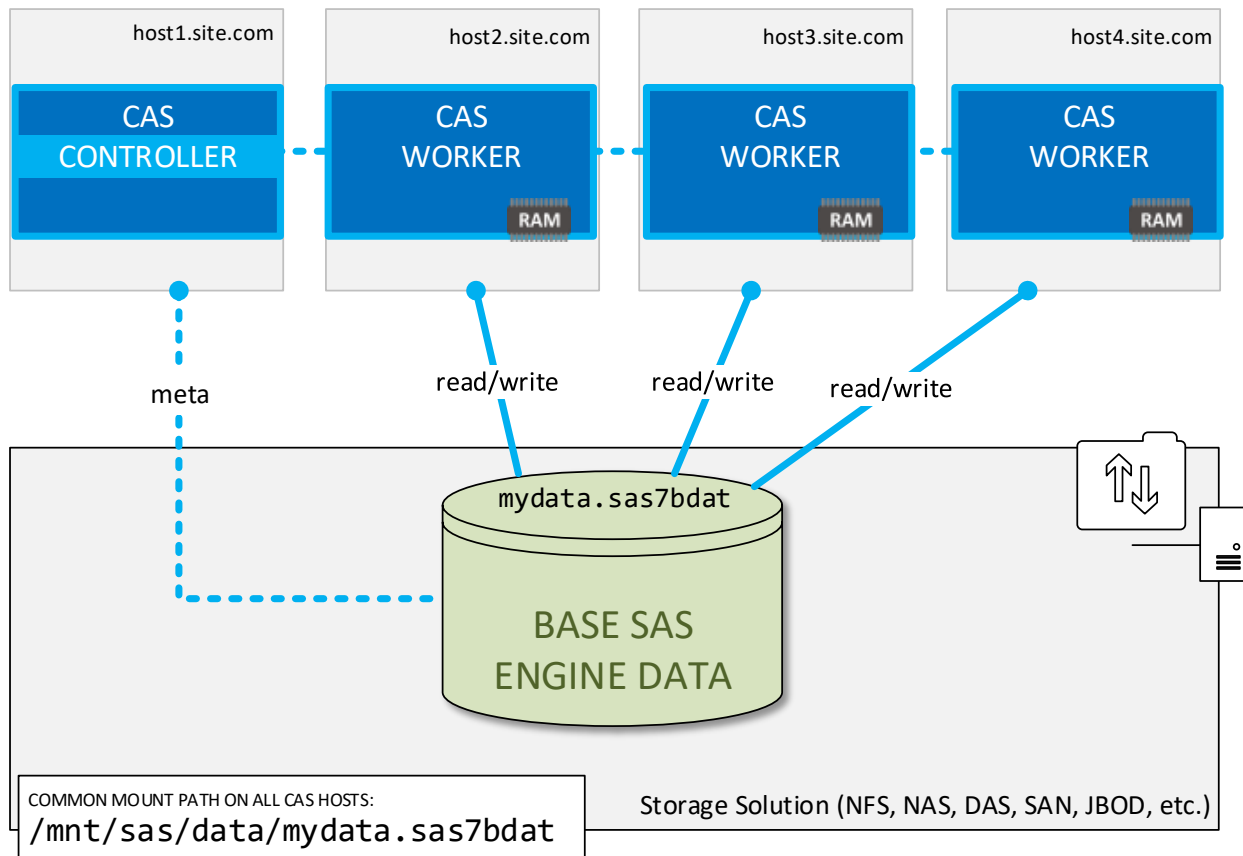 host1.site.com
host2.site.com
host3.site.com
host4.site.com
CAS
CONTROLLER
CAS
WORKER
RAM
CAS
WORKER
RAM
CAS
WORKER
RAM
meta
read/write
read/write
read/write
mydata.sas7bdat
BASE SAS
ENGINE DATA
COMMON MOUNT PATH ON ALL CAS HOSTS:
/mnt/sas/data/mydata.sas7bdat
Storage Solution (NFS, NAS, DAS, SAN, JBOD, etc.)